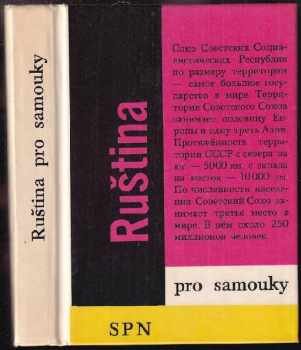 Ruština pro samouky
Ruština
Союз Советских Социа-
листических Республик
по размеру территории
— самое большое госу-
дарство в мире. Терри-
тория Советского Союза
занимает половину Ев-
ропы и одну треть Азии.
Протяжённость терри-
тории СССР с севера на
юг — 5000 км, с запада
на восток — 10 000 км.
По численности населе-
ния Советский Союз за-
нимает третье место в
мире. В нём около 250
миллионов человек.
pro samouky
SPN